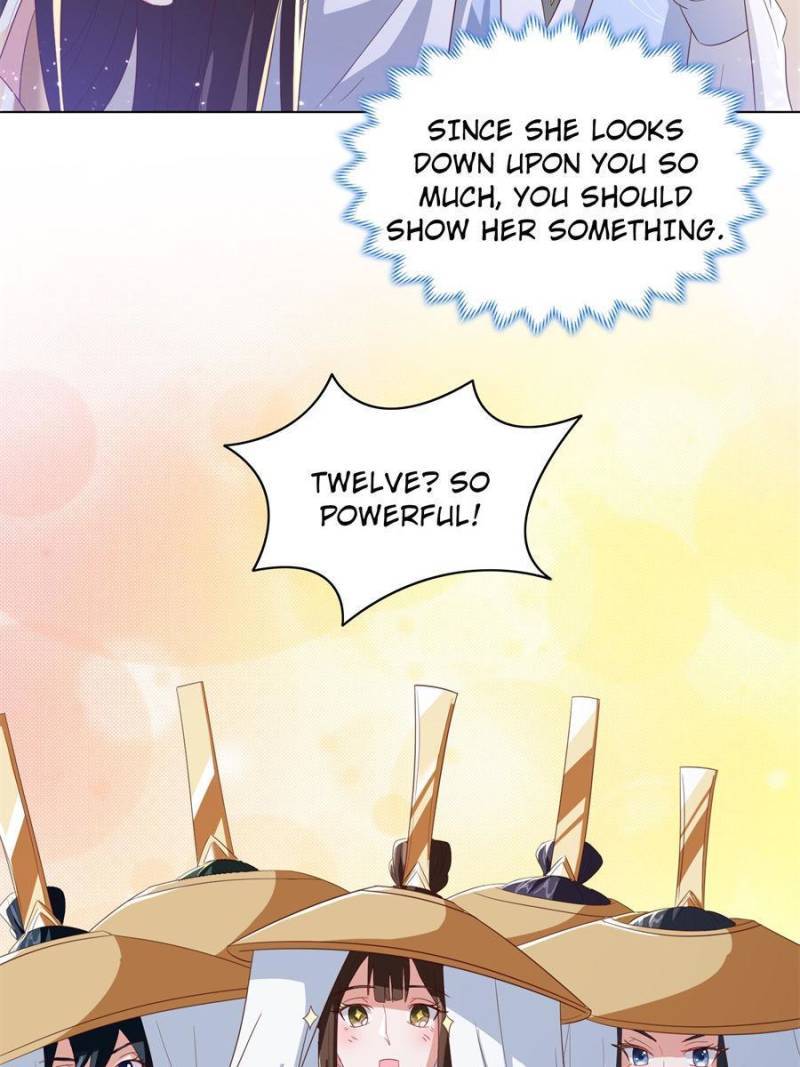 SINCE SHE LOOKS
DOWN UPON YOU SO
MUCH, YOU SHOULD
SHOW HER SOMETHING.
TWELVE? SO
POWERFUL!